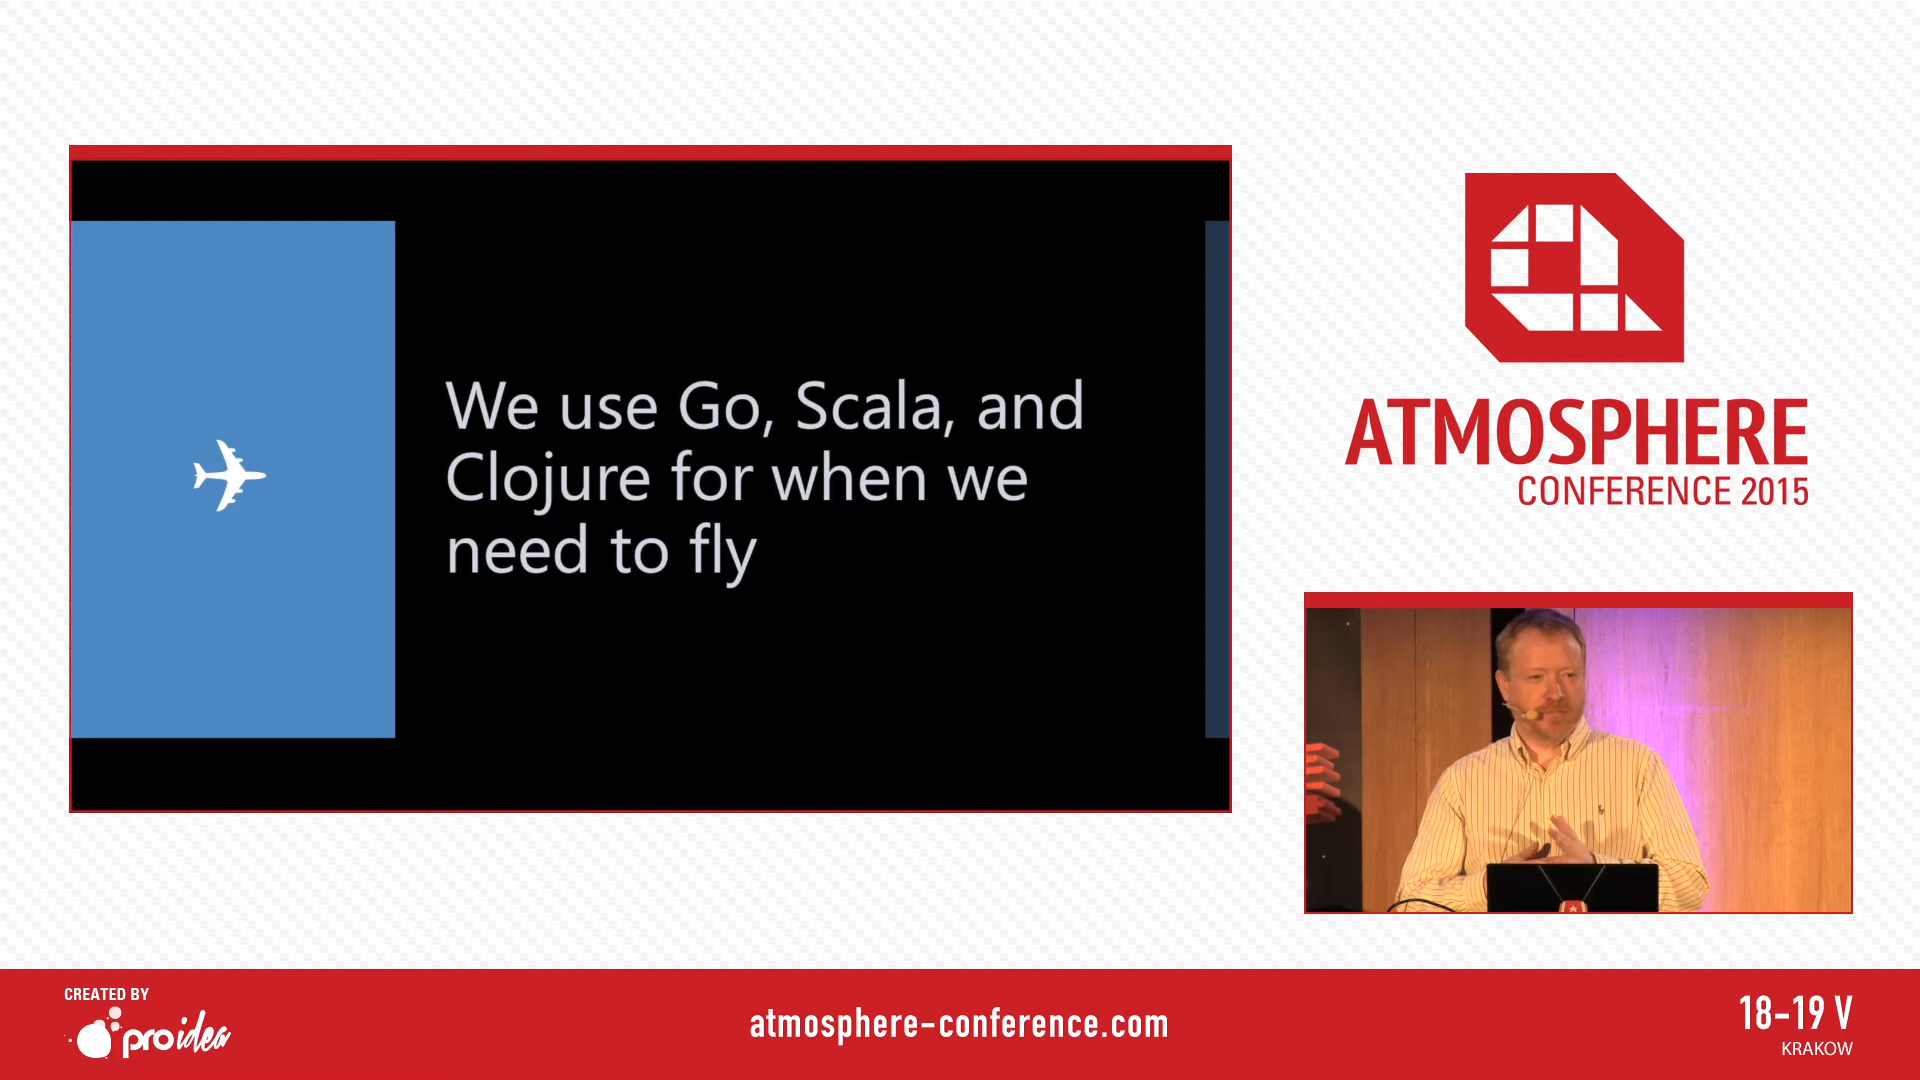 We use Go, Scala, and
Clojure for when we
need to fly
ATMOSPHERE
CONFERENCE 2015
CREATED BY
proidea
atmosphere-conference.com
18-19 V
KRAKOW